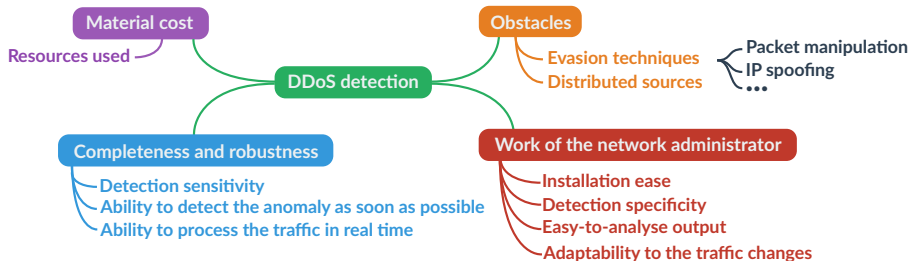 Material cost
Resources used
Obstacles
Evasion techniques
Distributed sources
Packet manipulation
IP spoofing
•••
DDoS detection
Completeness and robustness
Detection sensitivity
Ability to detect the anomaly as soon as possible
Ability to process the traffic in real time
Work of the network administrator
Installation ease
Detection specificity
Easy-to-analyse output
Adaptability to the traffic changes